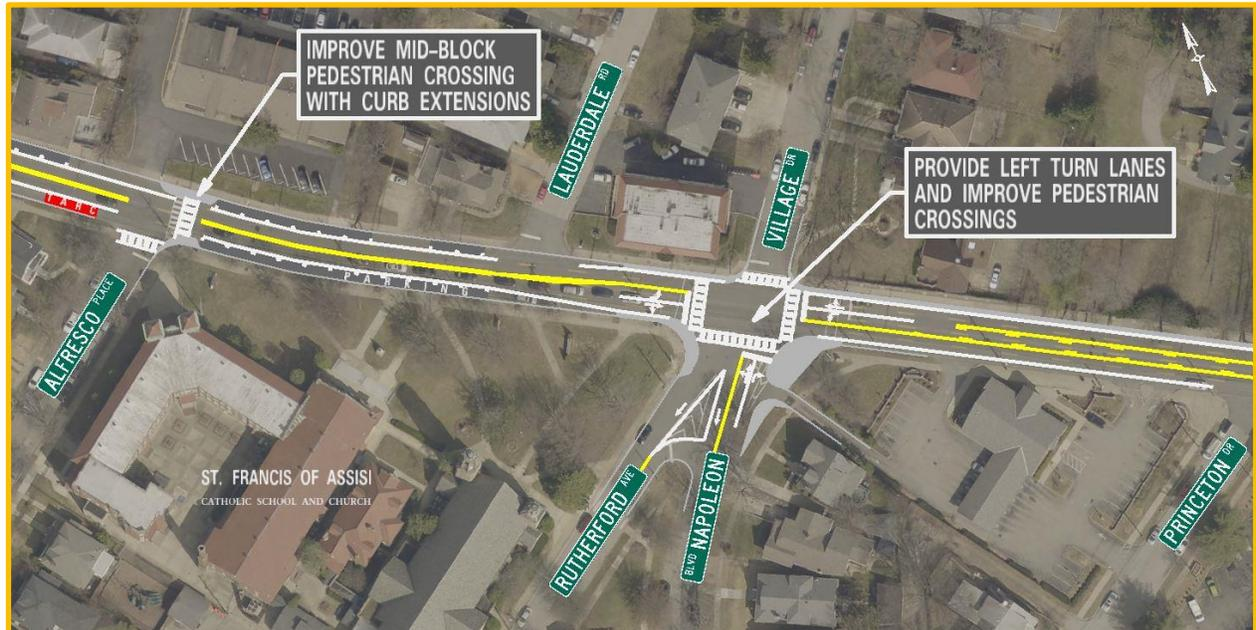 IMPROVE MID-BLOCK
PEDESTRIAN CROSSING
WITH CURB EXTENSIONS
LAUDERDALE RD
VILLAGE DR
PROVIDE LEFT TURN LANES
AND IMPROVE PEDESTRIAN
CROSSINGS
TARC
PARKING
ALFRESCO PLACE
ST. FRANCIS OF ASSISI
CATHOLIC SCHOOL AND CHURCH
RUTHERFORD AVE
BLVD NAPOLEON
PRINCETON DR